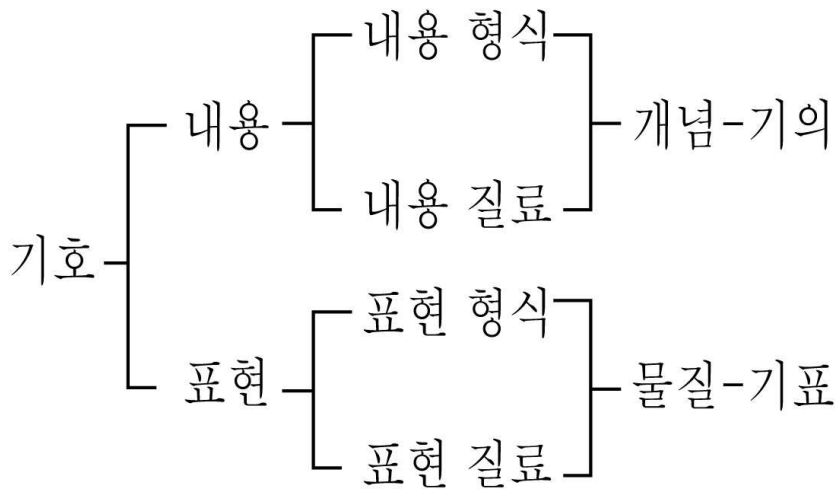 기호
내용
내용 형식
내용 질료
개념-기의
표현
표현 형식
표현 질료
물질-기표